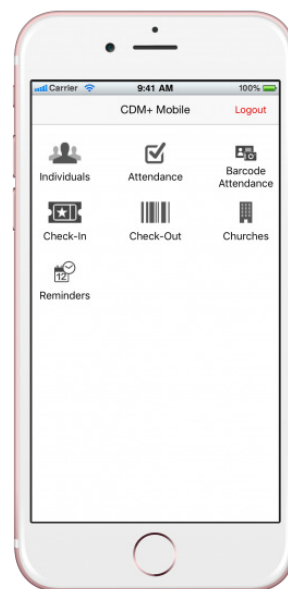 Carrier 9:41 AM 100%
CDM+ Mobile Logout
Individuals Attendance Barcode
Attendance
Check-In Check-Out Churches
12
Reminders